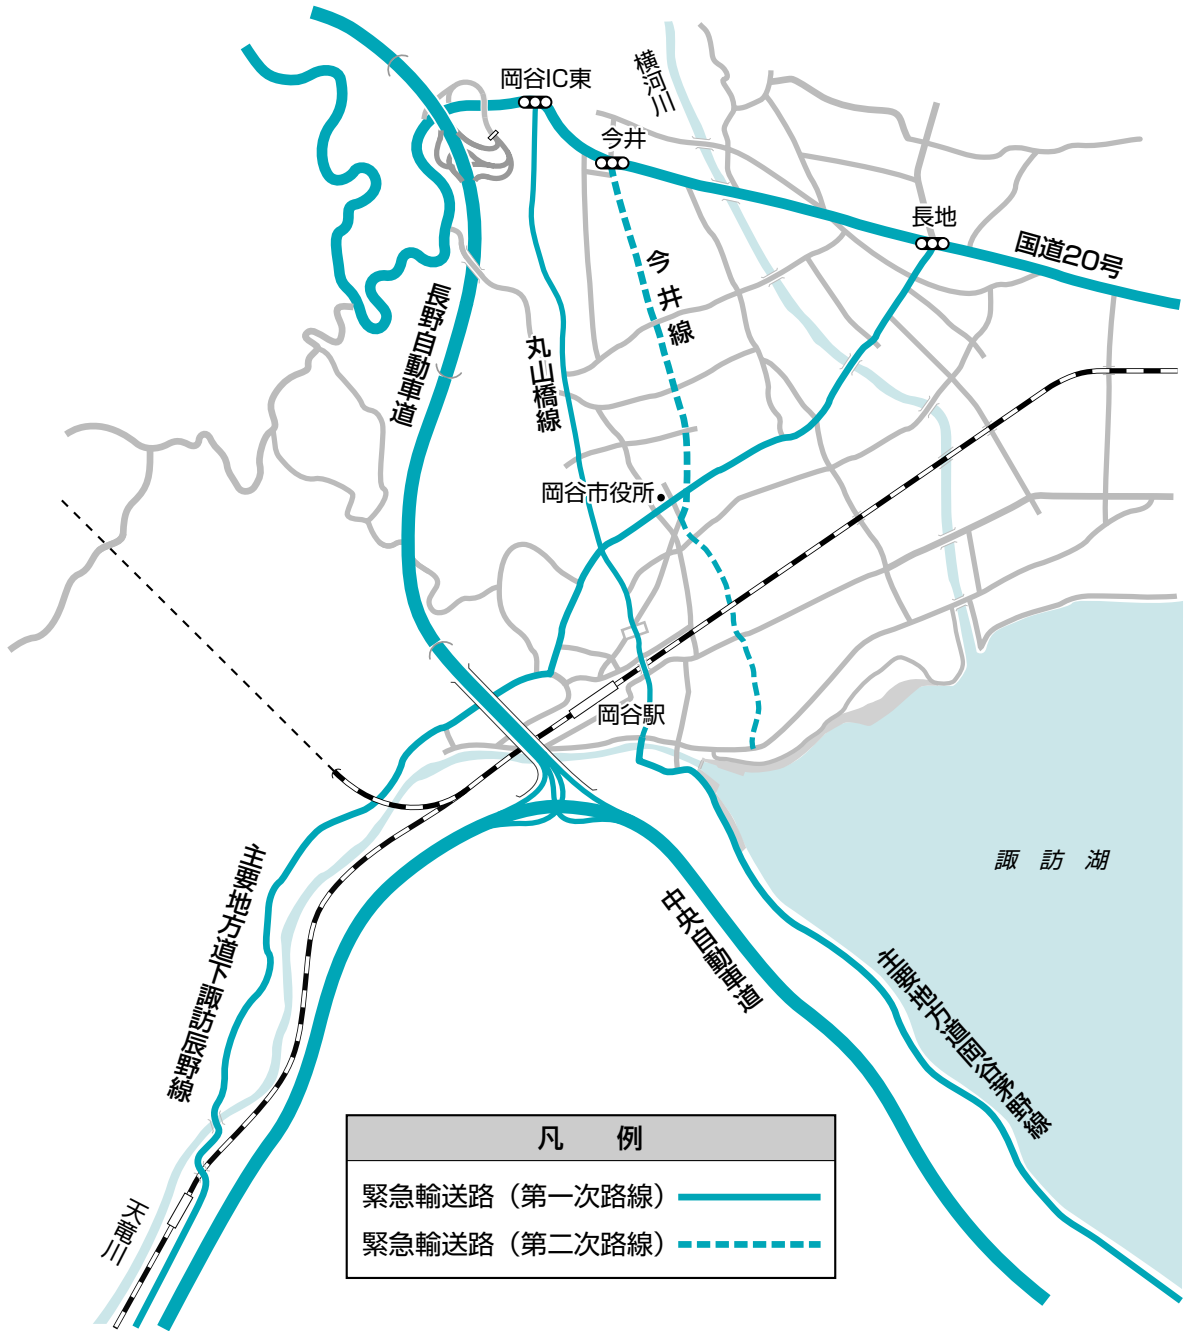 岡谷IC東
横河川
今井
長地
国道20号
今井線
長野自動車道
丸山橋線
岡谷市役所
岡谷駅
諏訪湖
主要地方道下諏訪辰野線
中央自動車道
主要地方道岡谷茅野線
天竜川
凡例
緊急輸送路（第一次路線）
緊急輸送路（第二次路線）